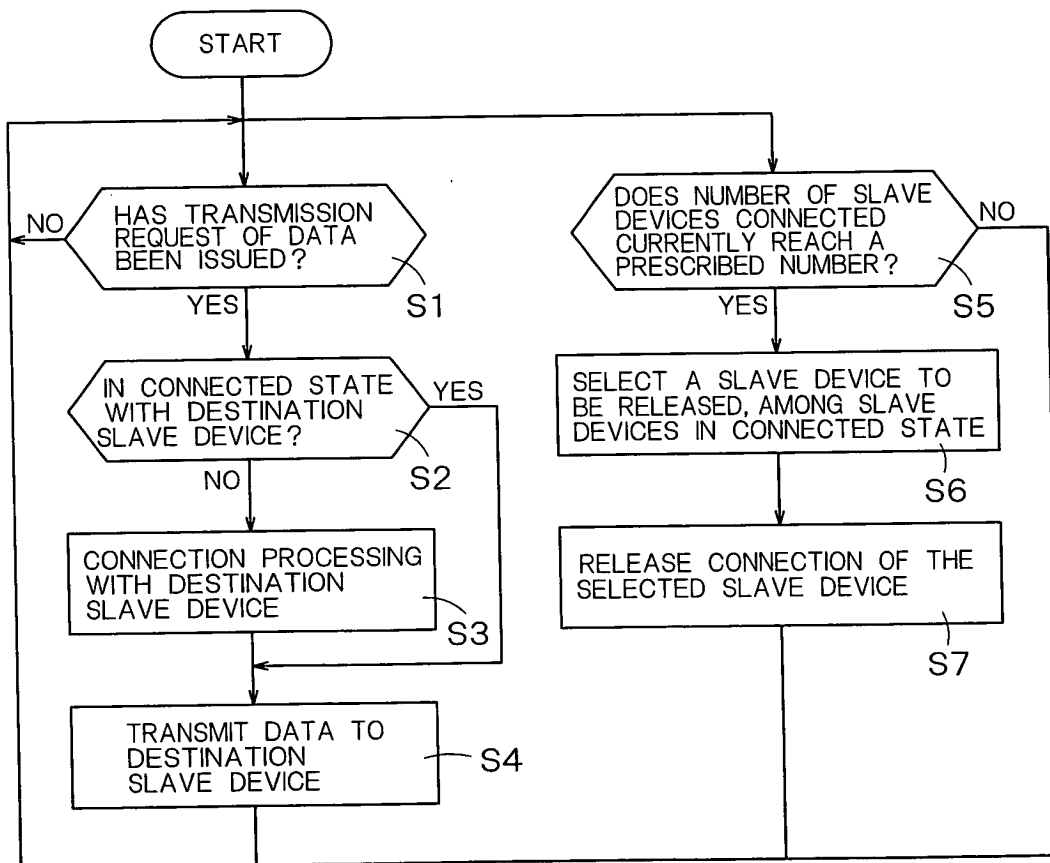 START
NO
HAS TRANSMISSION
REQUEST OF DATA
BEEN ISSUED?
S1
YES
IN CONNECTED STATE
WITH DESTINATION
SLAVE DEVICE?
YES
S2
NO
CONNECTION PROCESSING
WITH DESTINATION
SLAVE DEVICE
S3
TRANSMIT DATA TO
DESTINATION
SLAVE DEVICE
S4
DOES NUMBER OF SLAVE
DEVICES CONNECTED
CURRENTLY REACH A
PRESCRIBED NUMBER?
NO
S5
YES
SELECT A SLAVE DEVICE TO
BE RELEASED, AMONG SLAVE
DEVICES IN CONNECTED STATE
S6
RELEASE CONNECTION OF THE
SELECTED SLAVE DEVICE
S7